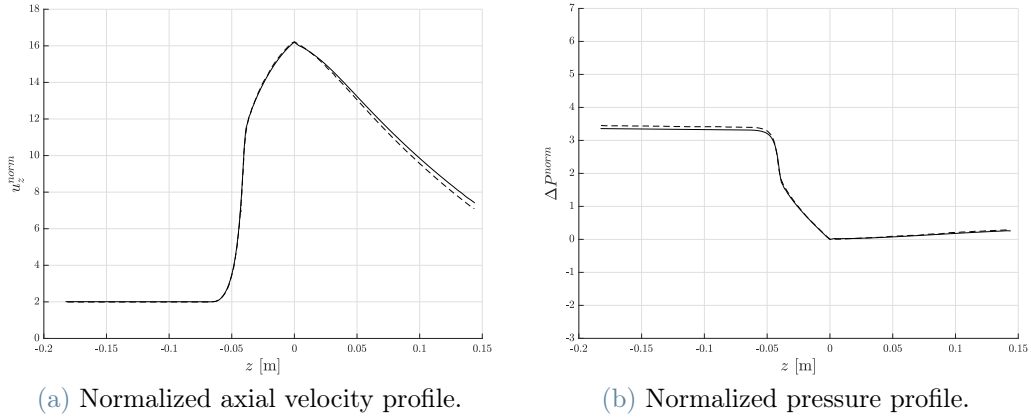 18
16
14
12
10
8
6
4
2
0
u_z^{norm}
-0.2 -0.15 -0.1 -0.05 0 0.05 0.1 0.15
z [m]
(a) Normalized axial velocity profile.
7
6
5
4
3
2
1
0
-1
-2
-3
ΔP^{norm}
-0.2 -0.15 -0.1 -0.05 0 0.05 0.1 0.15
z [m]
(b) Normalized pressure profile.